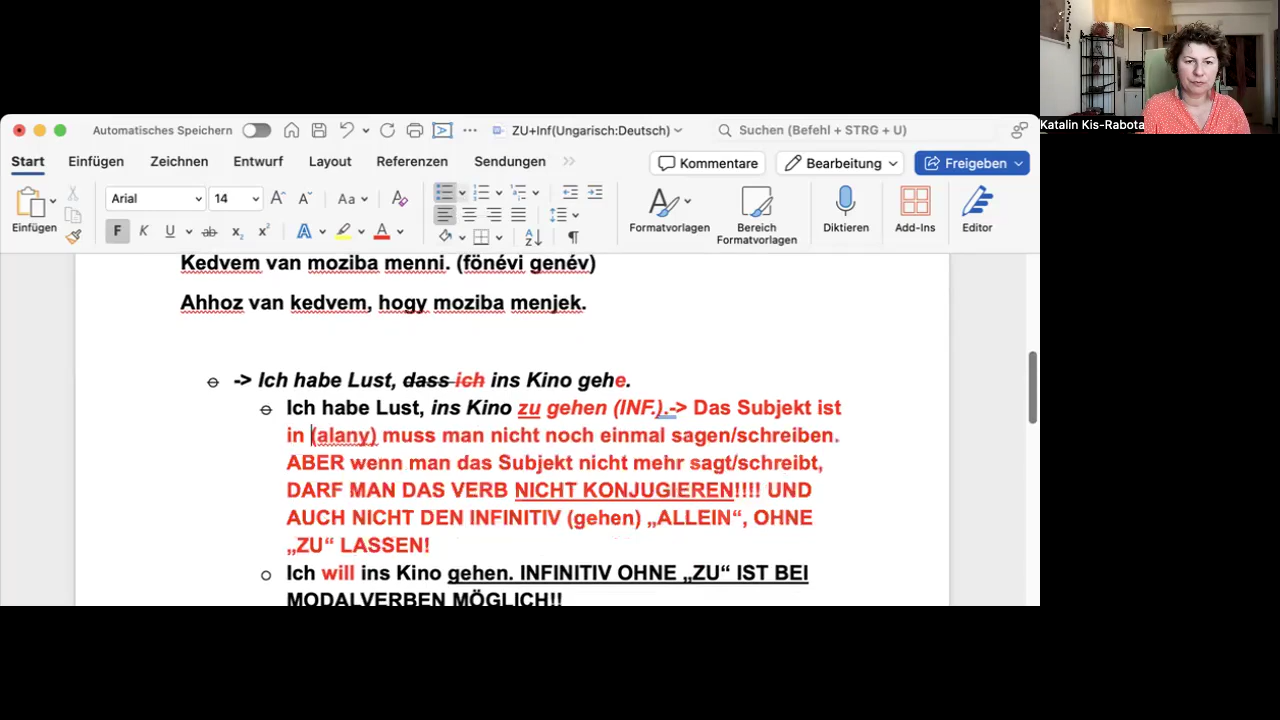 Katalin Kis-Rabota
Automatisches Speichern
ZU+Inf(Ungarisch:Deutsch)
Suchen (Befehl + STRG + U)
Start Einfügen Zeichnen Entwurf Layout Referenzen Sendungen
Kommentare Bearbeitung Freigeben
Einfügen
Arial 14
Aa
F K U ab x₂ x² A A
Formatvorlagen
Bereich Formatvorlagen
Diktieren
Add-Ins
Editor
Kedvem van moziba menni. (fönévi genév)
Ahhoz van kedvem, hogy moziba menjek.
-> Ich habe Lust, dass ich ins Kino gehe.
Ich habe Lust, ins Kino zu gehen (INF.).-> Das Subjekt ist
in (alany) muss man nicht noch einmal sagen/schreiben.
ABER wenn man das Subjekt nicht mehr sagt/schreibt,
DARF MAN DAS VERB NICHT KONJUGIEREN!!!! UND
AUCH NICHT DEN INFINITIV (gehen) „ALLEIN“, OHNE
„ZU“ LASSEN!
Ich will ins Kino gehen. INFINITIV OHNE „ZU“ IST BEI
MODALVERBEN MÖGLICH!!